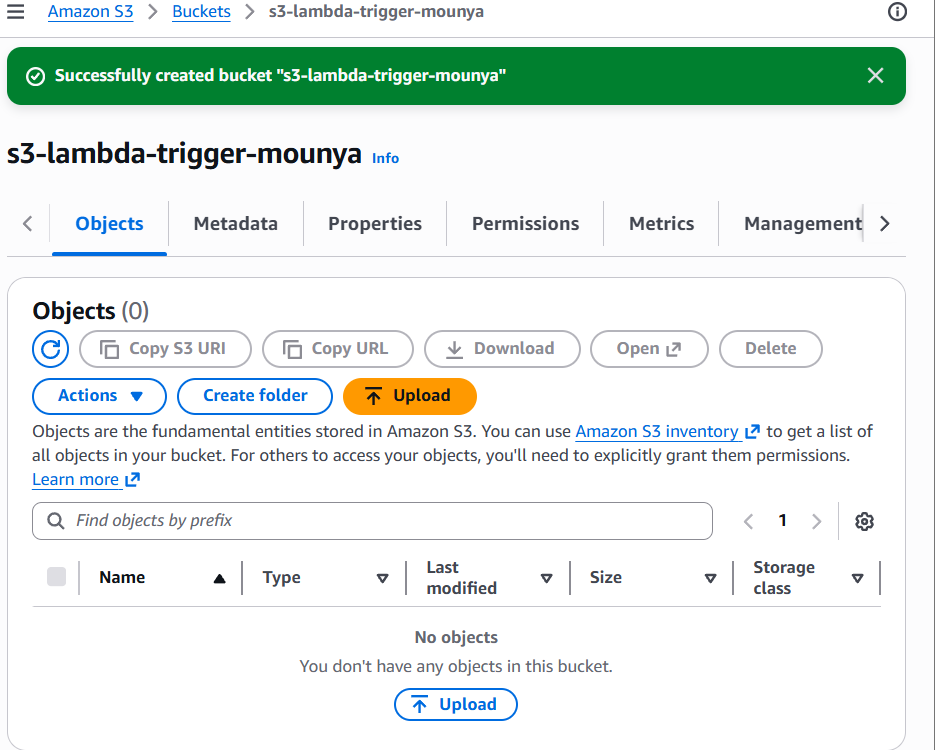 Amazon S3 > Buckets > s3-lambda-trigger-mounya
Successfully created bucket "s3-lambda-trigger-mounya"
s3-lambda-trigger-mounya Info
Objects Metadata Properties Permissions Metrics Management
Objects (0)
Copy S3 URI Copy URL Download Open Delete
Actions Create folder Upload
Objects are the fundamental entities stored in Amazon S3. You can use Amazon S3 inventory to get a list of
all objects in your bucket. For others to access your objects, you'll need to explicitly grant them permissions.
Learn more
Find objects by prefix 1
Name Type Last modified Size Storage class
No objects
You don't have any objects in this bucket.
Upload